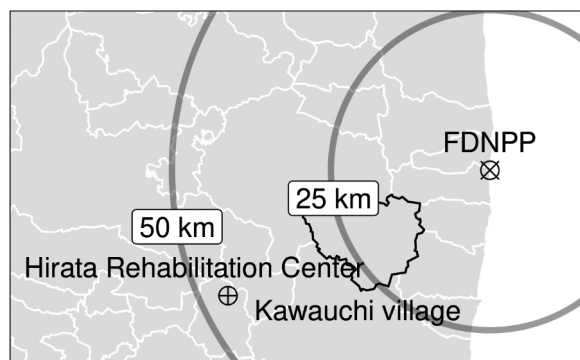 FDNPP
25 km
50 km
Hirata Rehabilitation Center
Kawauchi village